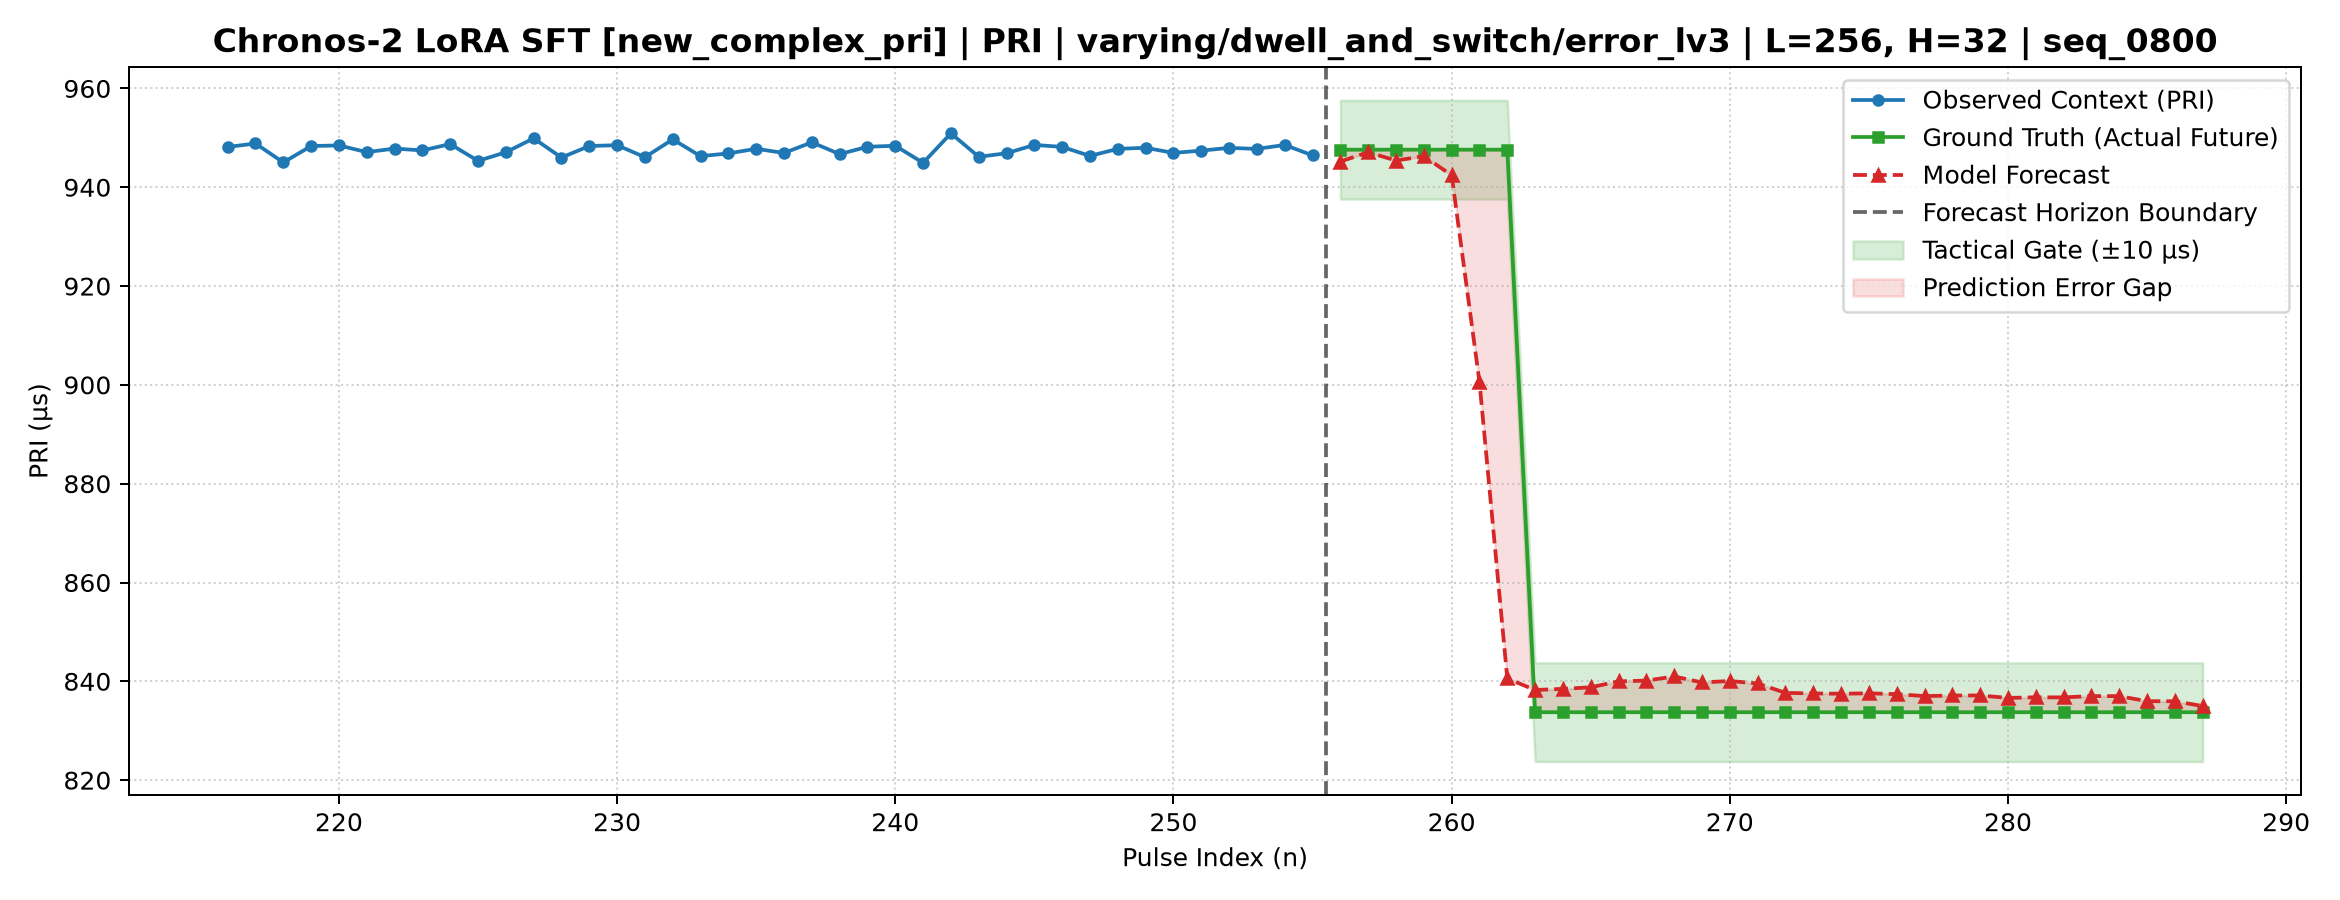 Chronos-2 LoRA SFT [new_complex_pri] | PRI | varying/dwell_and_switch/error_lv3 | L=256, H=32 | seq_0800
960
940
920
900
880
860
840
820
PRI (µs)
Observed Context (PRI)
Ground Truth (Actual Future)
Model Forecast
Forecast Horizon Boundary
Tactical Gate (±10 µs)
Prediction Error Gap
220 230 240 250 260 270 280 290
Pulse Index (n)